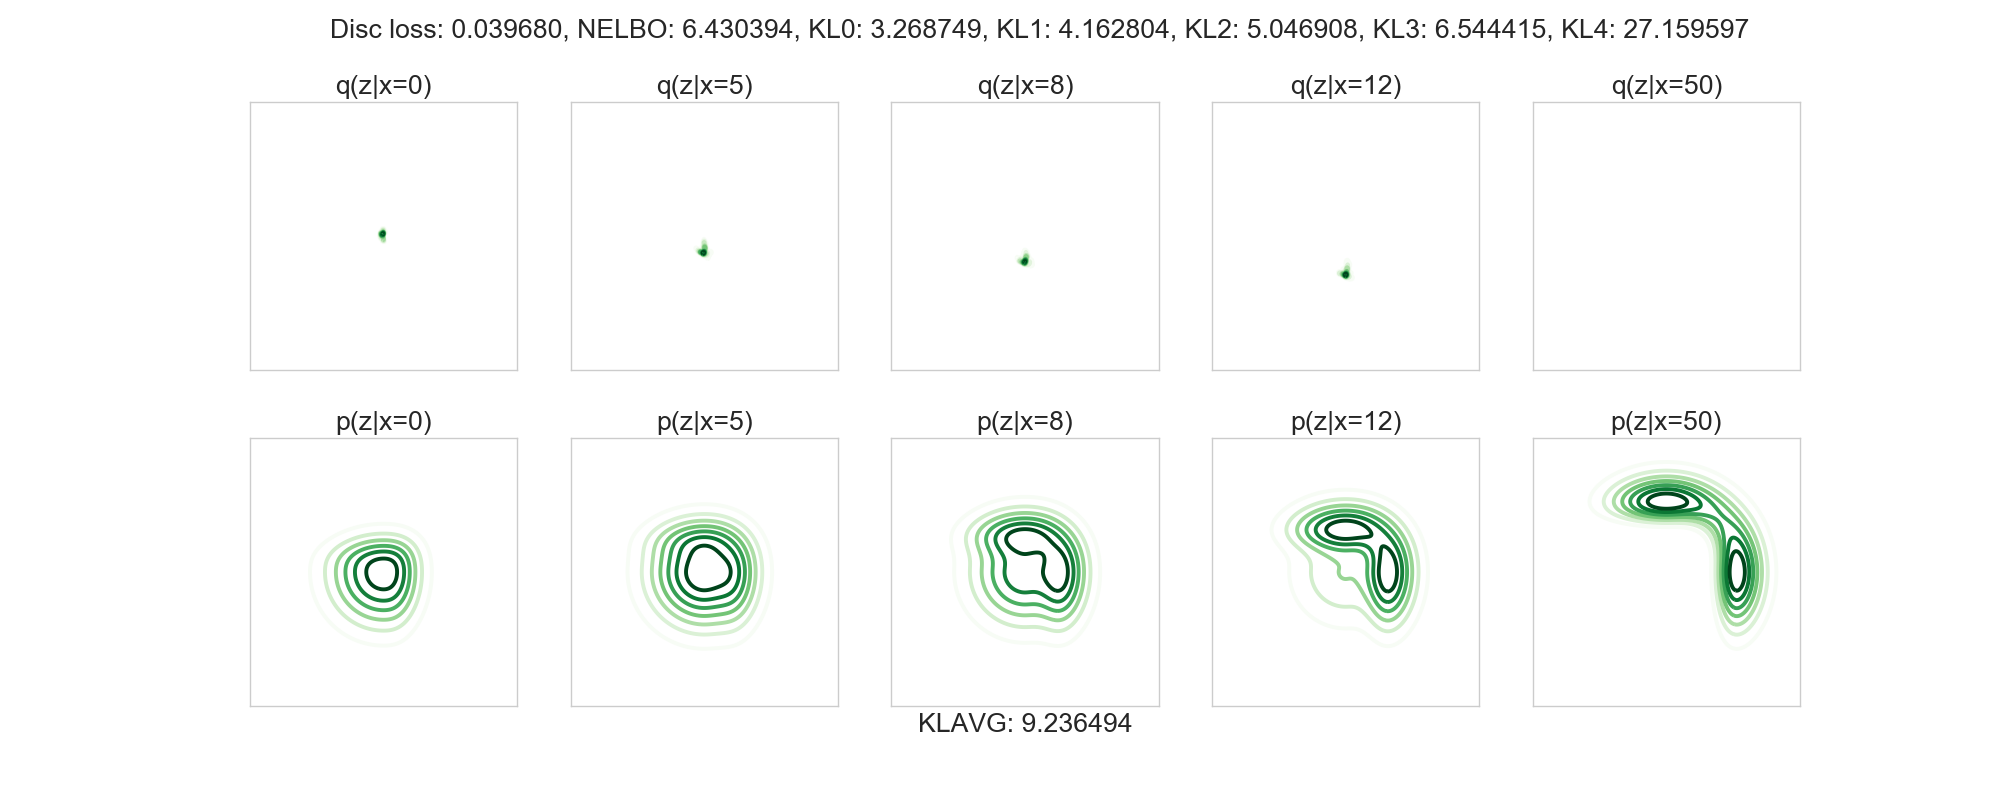 Disc loss: 0.039680, NELBO: 6.430394, KL0: 3.268749, KL1: 4.162804, KL2: 5.046908, KL3: 6.544415, KL4: 27.159597
q(z|x=0) q(z|x=5) q(z|x=8) q(z|x=12) q(z|x=50)
p(z|x=0) p(z|x=5) p(z|x=8) p(z|x=12) p(z|x=50)
KLAVG: 9.236494